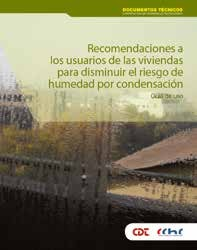 DOCUMENTOS TÉCNICOS
Recomendaciones a
los usuarios de las viviendas
para disminuir el riesgo de
humedad por condensación
Guía de uso
CDT
cchc